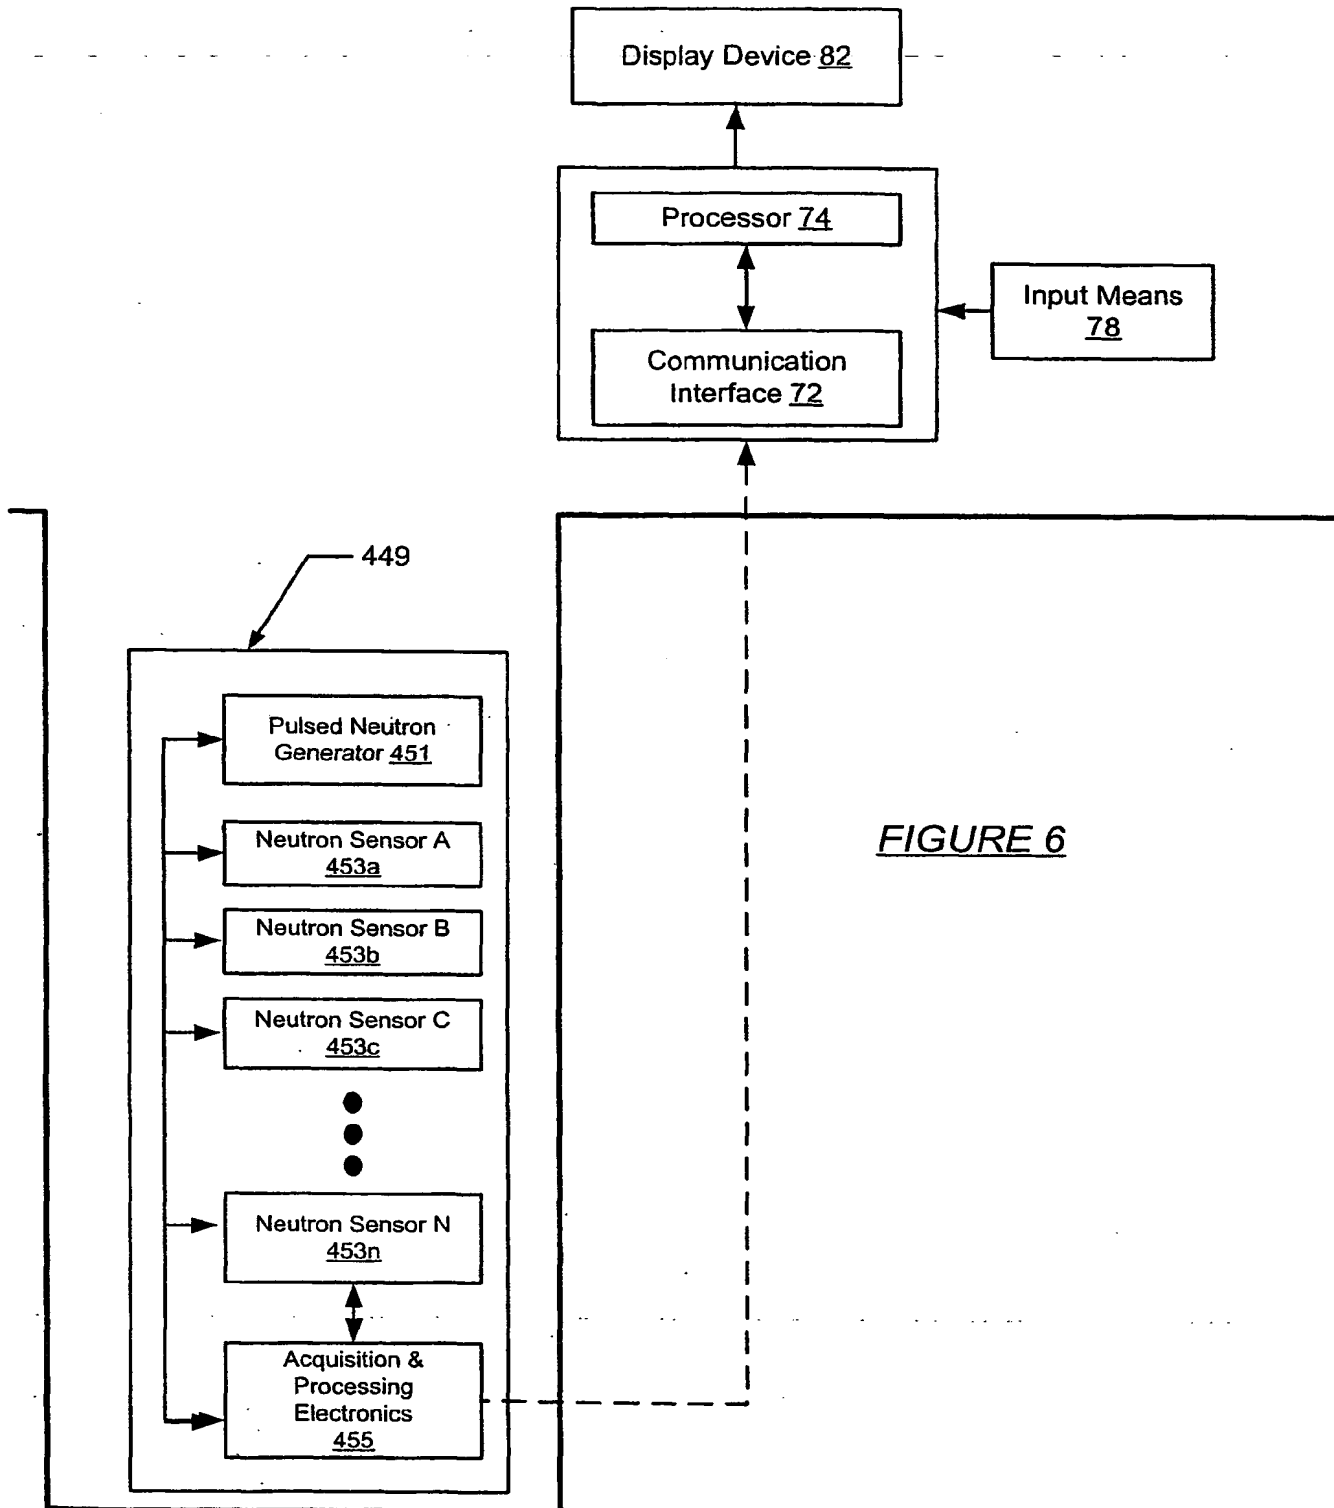 Display Device 82
Processor 74
Communication
Interface 72
Input Means
78
449
Pulsed Neutron
Generator 451
Neutron Sensor A
453a
Neutron Sensor B
453b
Neutron Sensor C
453c
Neutron Sensor N
453n
Acquisition &
Processing
Electronics
455
FIGURE 6